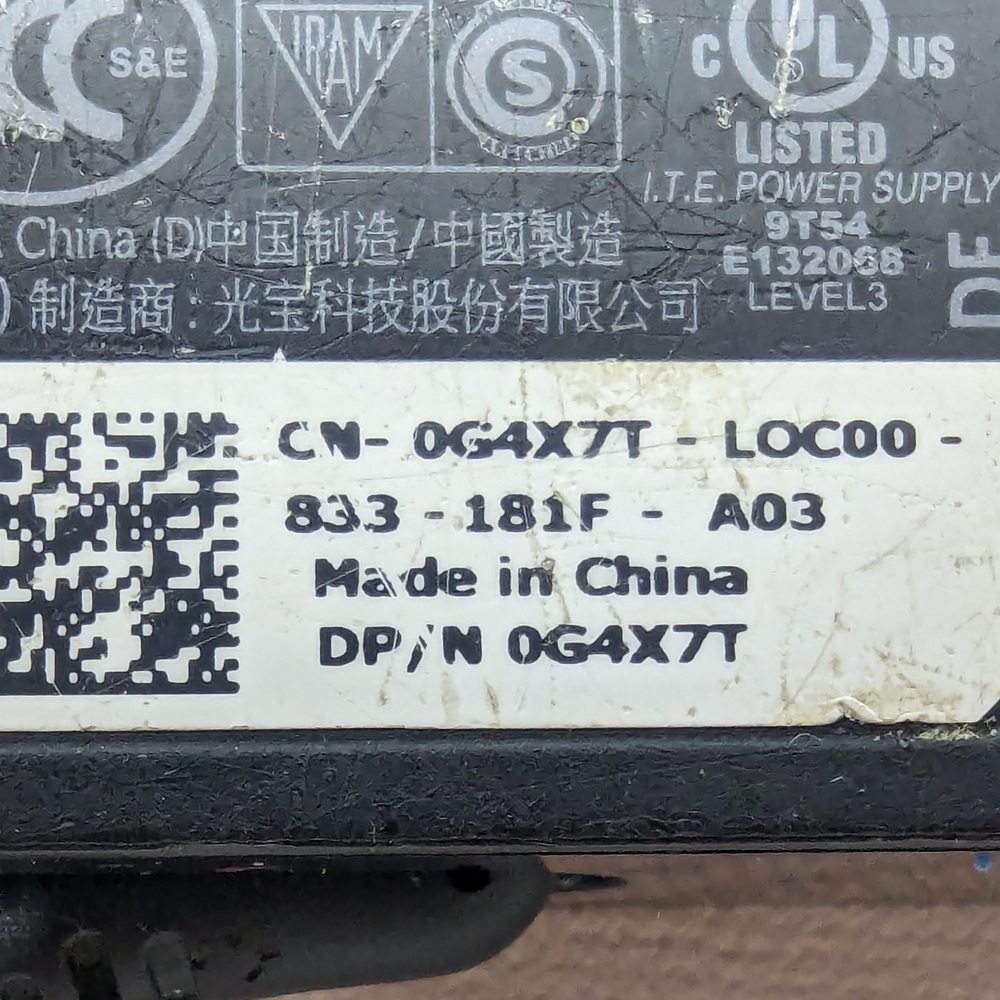 S&E
IRAM
S
C UL US
LISTED
I.T.E. POWER SUPPLY
9T54
E132068
LEVEL3
China (D)中国制造/中國製造
) 制造商：光宝科技股份有限公司
DE
CN- 0G4X7T - LOC00 -
833 - 181F - A03
Made in China
DP/N 0G4X7T